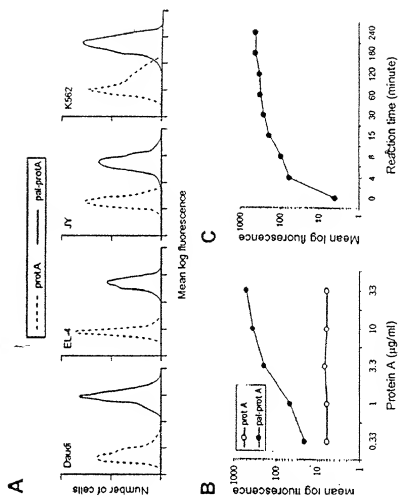 A
prot A pal-protA
Daudi
EL-4
JY
K562
Number of cells
Mean log fluorescence
B
Mean log fluorescence
1000
100
10
1
prot A
pal-prot A
0.33 1 3.3 10 33
Protein A (µg/ml)
C
Mean log fluorescence
1000
100
10
1
0 4 8 15 30 60 120 180 240
Reaction time (minute)